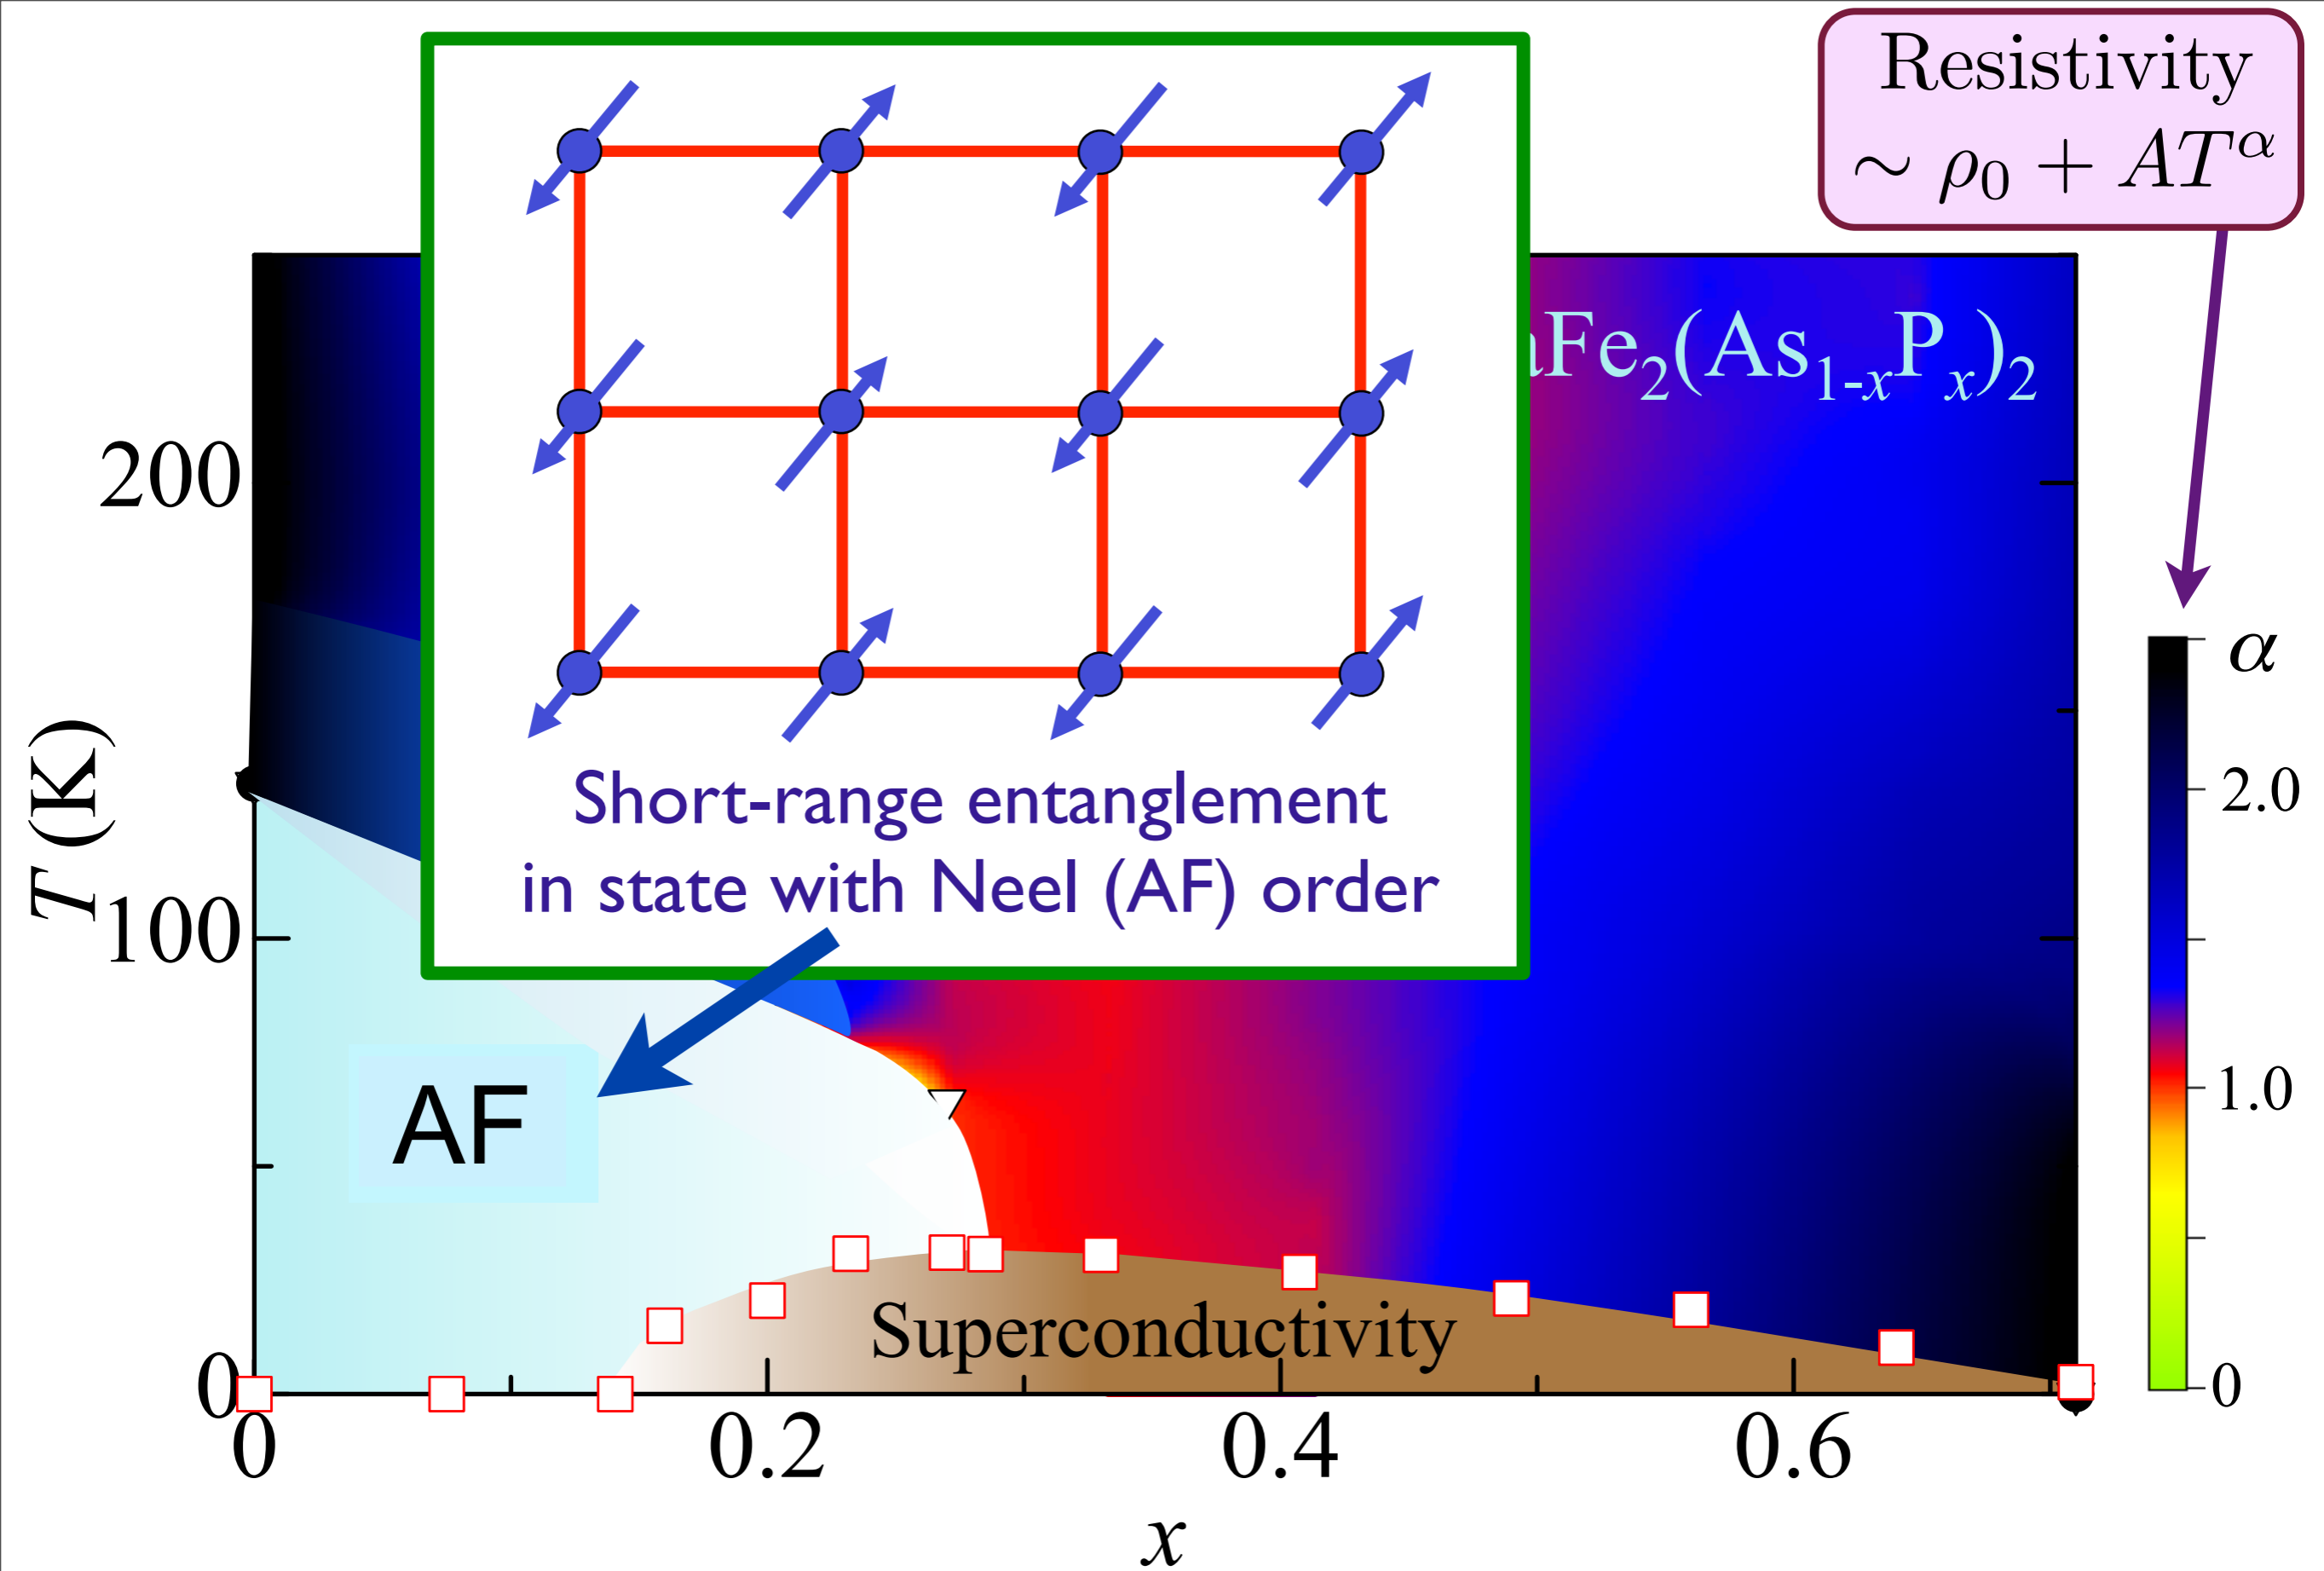 Resistivity
∼ ρ₀ + AT^α
aFe₂(As₁₋ₓPₓ)₂
200
100
0
T (K)
Short-range entanglement
in state with Neel (AF) order
AF
Superconductivity
α
2.0
1.0
0
0
0.2
0.4
0.6
x